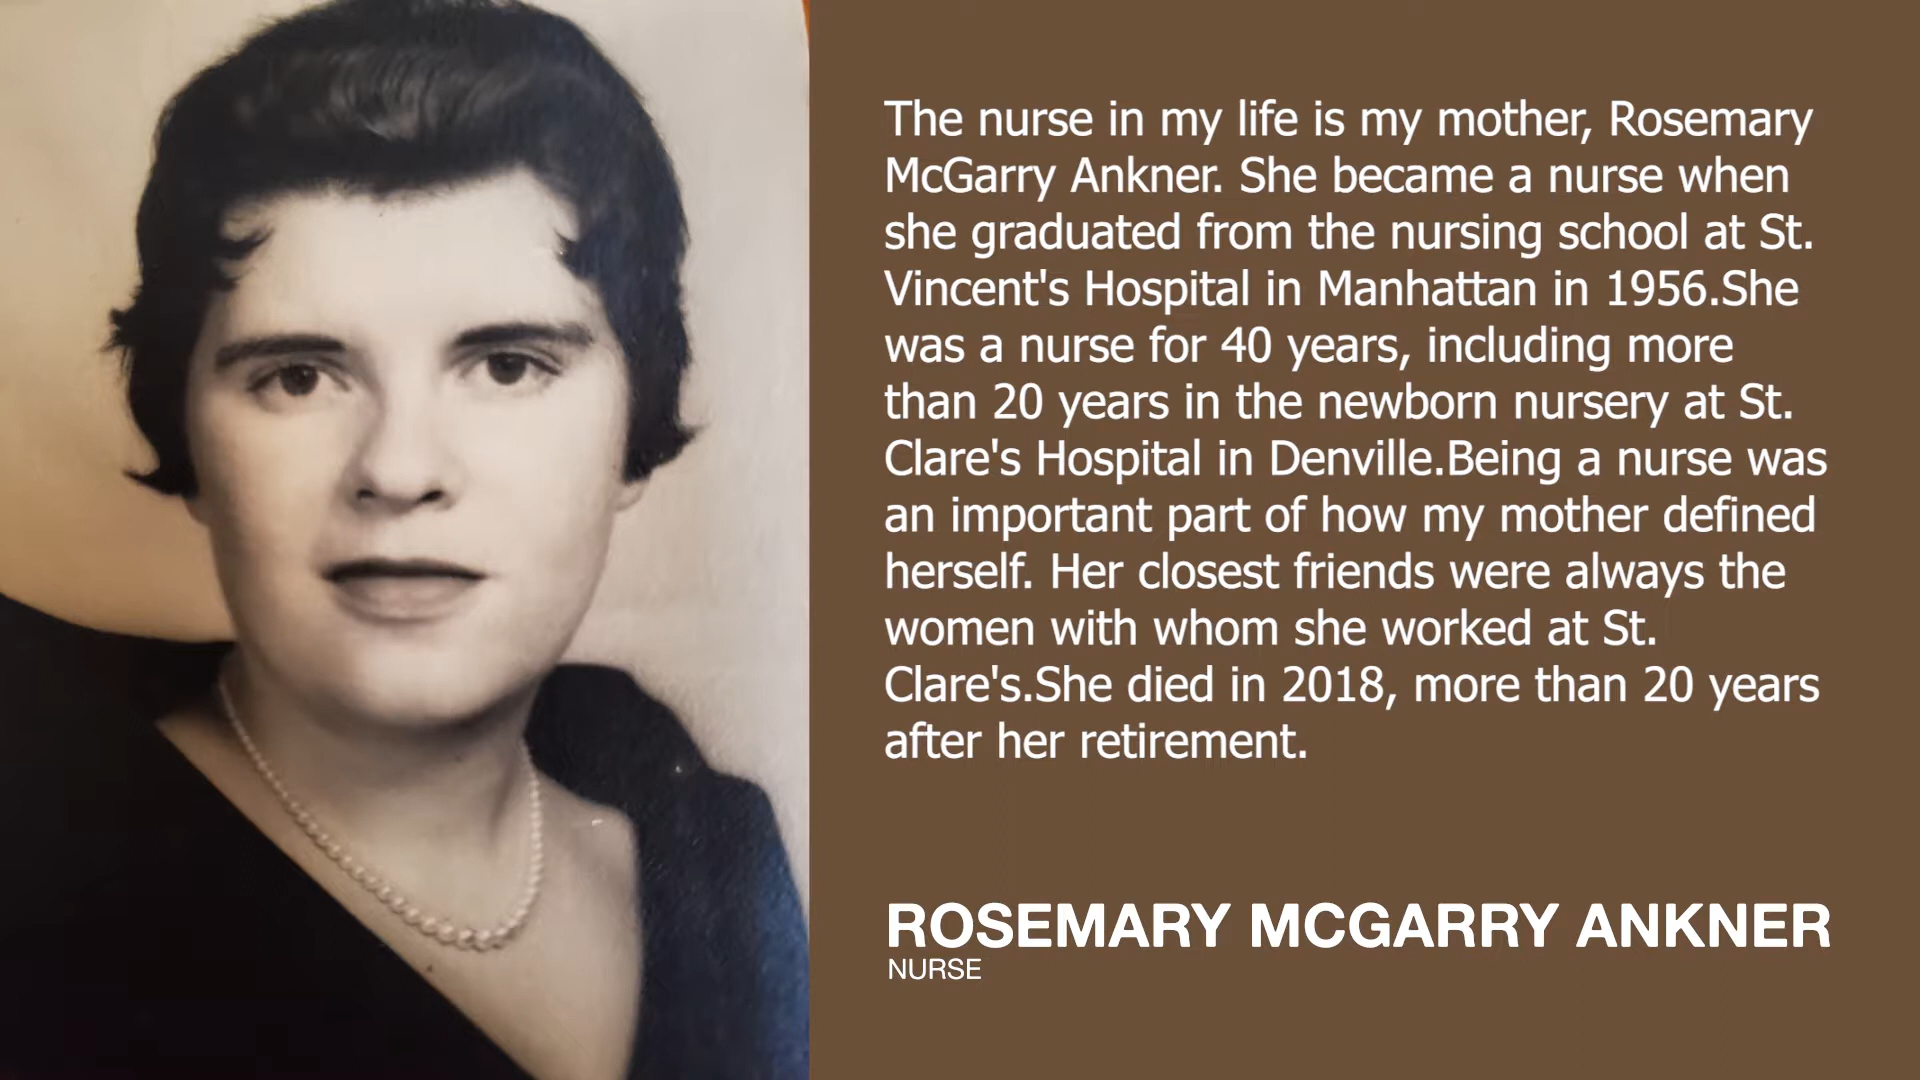 The nurse in my life is my mother, Rosemary
McGarry Ankner. She became a nurse when
she graduated from the nursing school at St.
Vincent's Hospital in Manhattan in 1956.She
was a nurse for 40 years, including more
than 20 years in the newborn nursery at St.
Clare's Hospital in Denville.Being a nurse was
an important part of how my mother defined
herself. Her closest friends were always the
women with whom she worked at St.
Clare's.She died in 2018, more than 20 years
after her retirement.
ROSEMARY MCGARRY ANKNER
NURSE